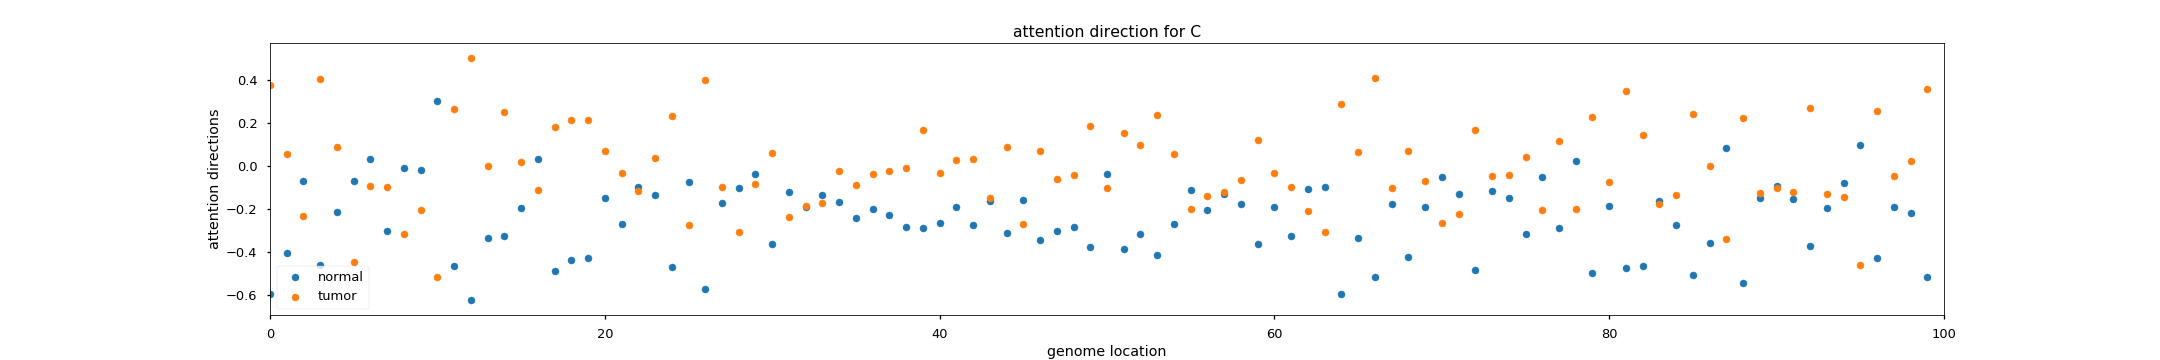 attention direction for C
attention directions
0.4
0.2
0.0
−0.2
−0.4
−0.6
normal
tumor
0 20 40 60 80 100
genome location